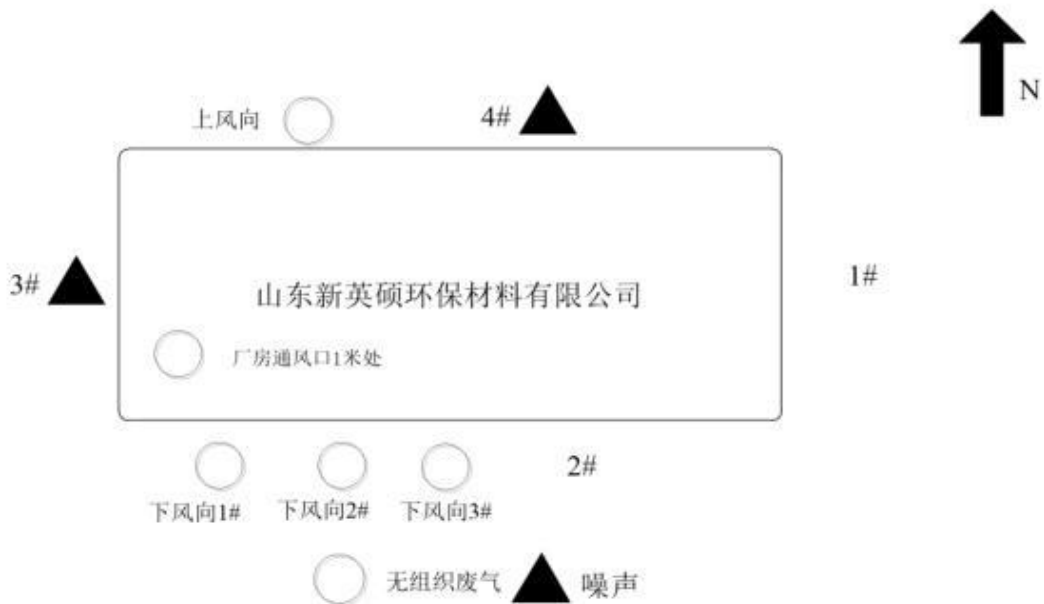 N
上风向
4#
3#
山东新英硕环保材料有限公司
1#
厂房通风口1米处
2#
下风向1# 下风向2# 下风向3#
无组织废气 噪声